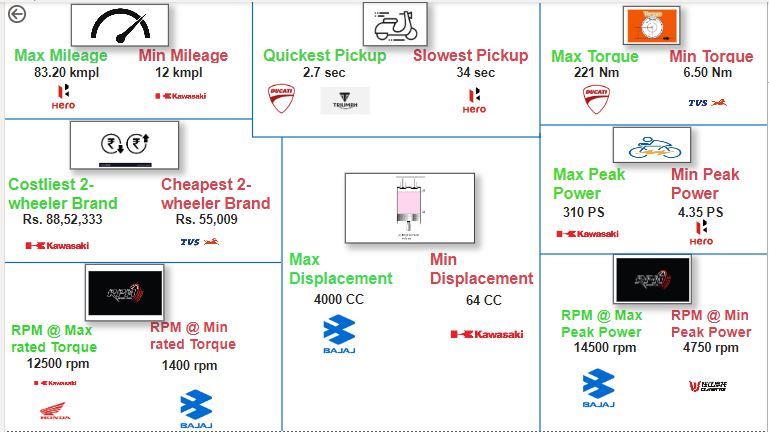 Max Mileage
Min Mileage
83.20 kmpl
12 kmpl
Hero
Kawasaki
Quickest Pickup
Slowest Pickup
2.7 sec
34 sec
DUCATI
TRIUMPH
Hero
Torque
Max Torque
Min Torque
221 Nm
6.50 Nm
DUCATI
TVS
Costliest 2-
wheeler Brand
Cheapest 2-
wheeler Brand
Rs. 88,52,333
Rs. 55,009
Kawasaki
TVS
Max
Displacement
Min
Displacement
4000 CC
64 CC
BAJAJ
Kawasaki
Max Peak
Power
Min Peak
Power
310 PS
4.35 PS
Kawasaki
Hero
RPM
RPM @ Max
rated Torque
RPM @ Min
rated Torque
12500 rpm
1400 rpm
Kawasaki
HONDA
BAJAJ
RPM
RPM @ Max
Peak Power
RPM @ Min
Peak Power
14500 rpm
4750 rpm
BAJAJ